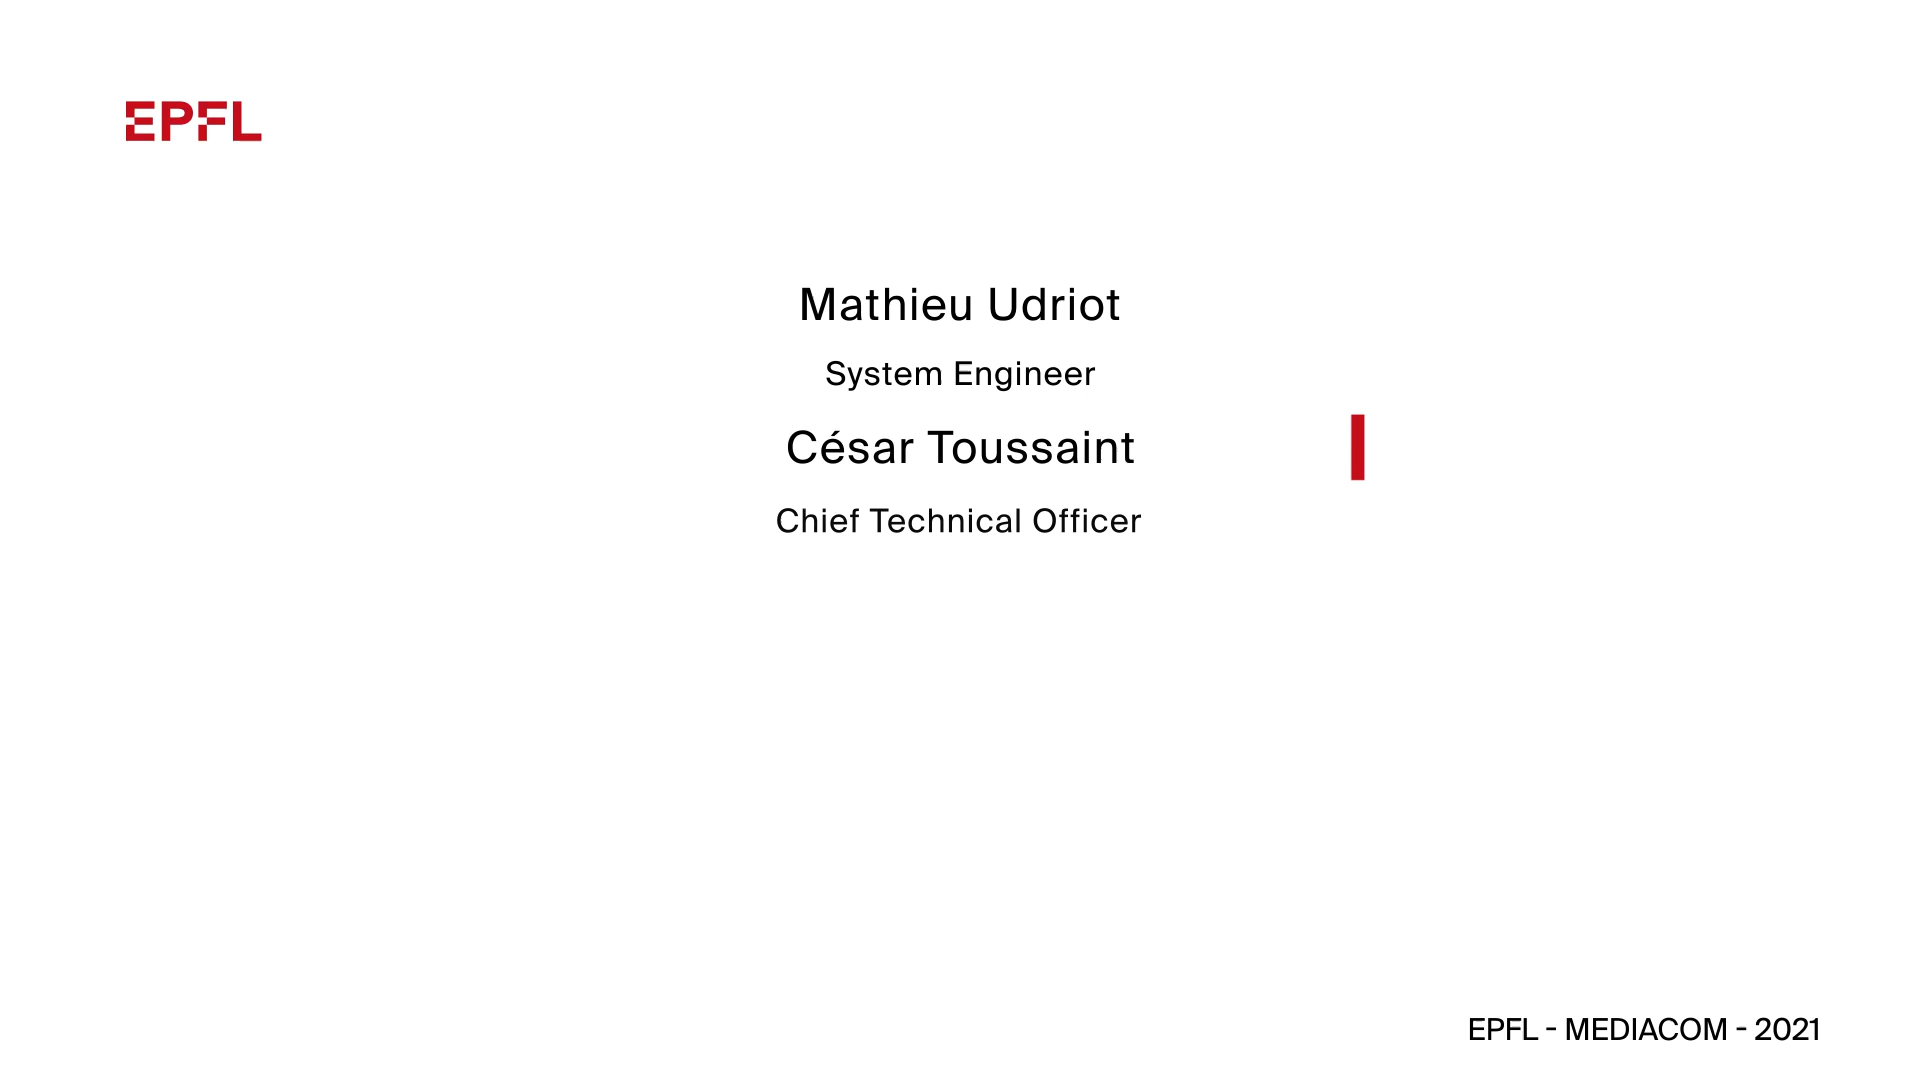 EPFL
Mathieu Udriot
System Engineer
César Toussaint
Chief Technical Officer
EPFL - MEDIACOM - 2021